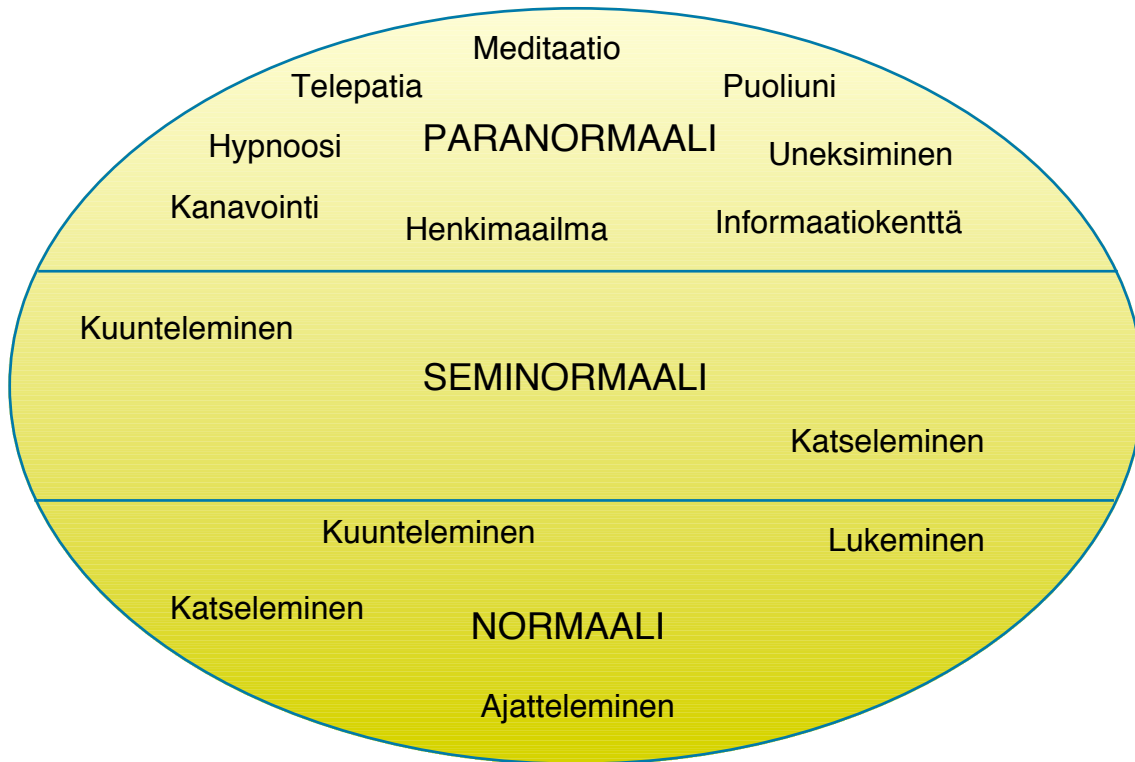 Meditaatio
Telepatia
Puoliuni
PARANORMAALI
Hypnoosi
Uneksiminen
Kanavointi
Henkimaailma
Informaatiokenttä
Kuunteleminen
SEMINORMAALI
Katseleminen
Kuunteleminen
Lukeminen
Katseleminen
NORMAALI
Ajatteleminen